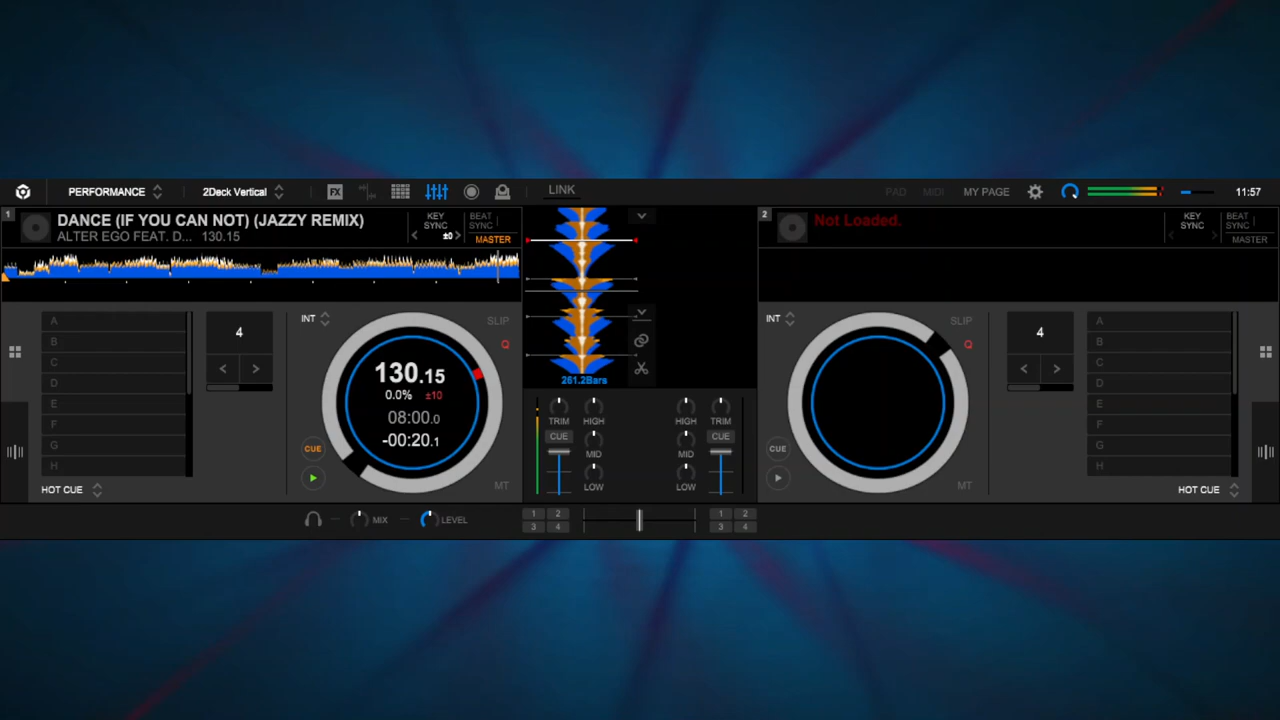 PERFORMANCE 2Deck Vertical FX LINK PAD MIDI MY PAGE 11:57
1 DANCE (IF YOU CAN NOT) (JAZZY REMIX) KEY SYNC ±0 BEAT SYNC MASTER
ALTER EGO FEAT. D... 130.15
2 Not Loaded. KEY SYNC BEAT SYNC MASTER
A
B
C
D
E
F
G
H
HOT CUE
4
INT
SLIP
Q
130.15
0.0% ±10
08:00.0
-00:20.1
CUE
MT
261.2Bars
TRIM HIGH HIGH TRIM
CUE MID MID CUE
LOW LOW
INT
SLIP
Q
CUE
MT
4
A
B
C
D
E
F
G
H
HOT CUE
MIX LEVEL
1 2 1 2
3 4 3 4